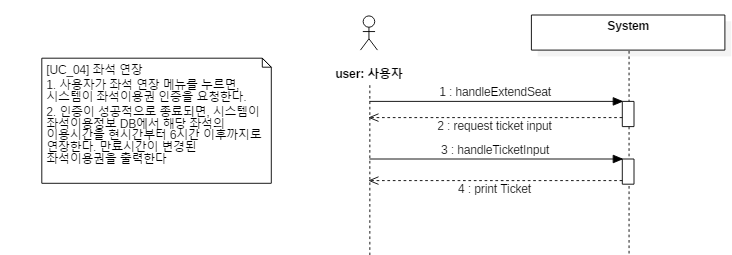 [UC_04] 좌석 연장
1. 사용자가 좌석 연장 메뉴를 누르면,
시스템이 좌석이용권 인증을 요청한다.
2. 인증이 성공적으로 종료되면, 시스템이
좌석이용정보 DB에서 해당 좌석의
이용시간을 현시간부터 6시간 이후까지로
연장한다. 만료시간이 변경된
좌석이용권을 출력한다
user: 사용자
System
1 : handleExtendSeat
2 : request ticket input
3 : handleTicketInput
4 : print Ticket